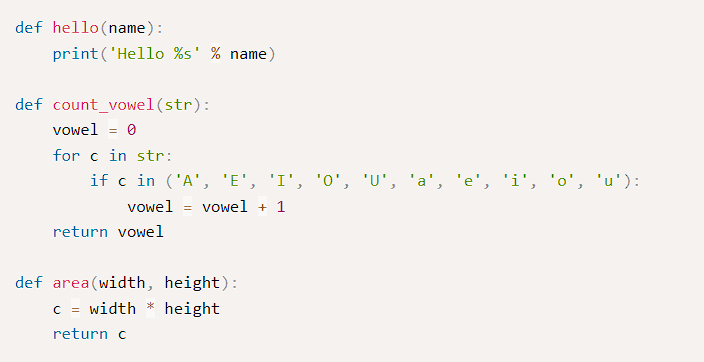 def hello(name):
    print('Hello %s' % name)

def count_vowel(str):
    vowel = 0
    for c in str:
        if c in ('A', 'E', 'I', 'O', 'U', 'a', 'e', 'i', 'o', 'u'):
            vowel = vowel + 1
    return vowel

def area(width, height):
    c = width * height
    return c